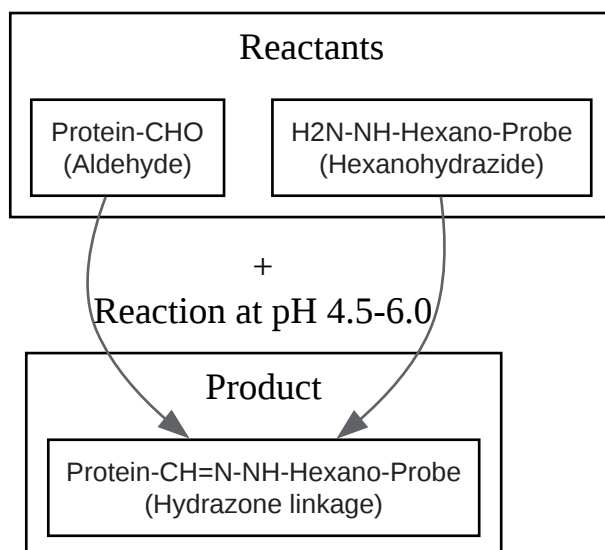 Reactants
Protein-CHO
(Aldehyde)
H2N-NH-Hexano-Probe
(Hexanohydrazide)
+
Reaction at pH 4.5-6.0
Product
Protein-CH=N-NH-Hexano-Probe
(Hydrazone linkage)